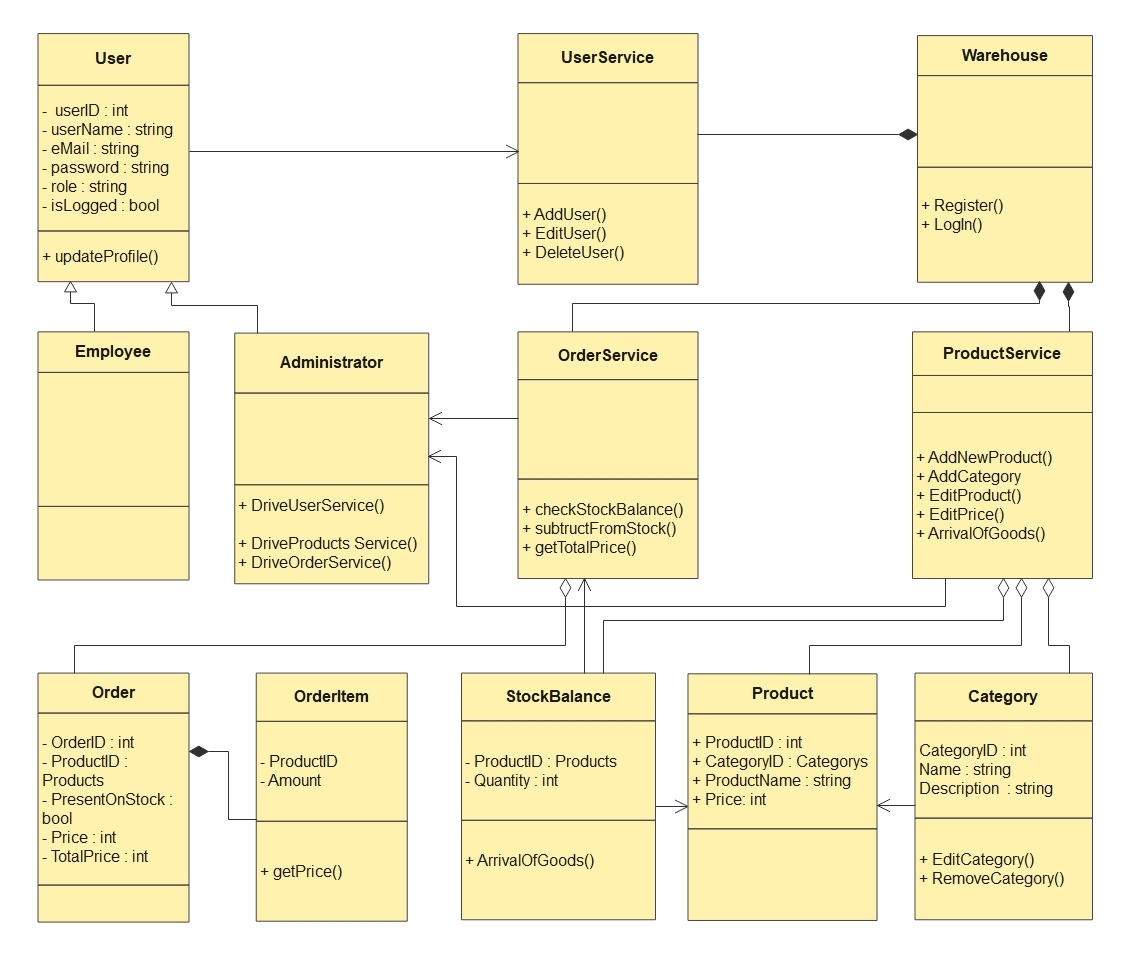 User
- userID : int
- userName : string
- eMail : string
- password : string
- role : string
- isLogged : bool
+ updateProfile()
UserService
+ AddUser()
+ EditUser()
+ DeleteUser()
Warehouse
+ Register()
+ LogIn()
Employee
Administrator
+ DriveUserService()
+ DriveProducts Service()
+ DriveOrderService()
OrderService
+ checkStockBalance()
+ subtructFromStock()
+ getTotalPrice()
ProductService
+ AddNewProduct()
+ AddCategory
+ EditProduct()
+ EditPrice()
+ ArrivalOfGoods()
Order
- OrderID : int
- ProductID :
Products
- PresentOnStock :
bool
- Price : int
- TotalPrice : int
OrderItem
- ProductID
- Amount
+ getPrice()
StockBalance
- ProductID : Products
- Quantity : int
+ ArrivalOfGoods()
Product
+ ProductID : int
+ CategoryID : Categorys
+ ProductName : string
+ Price: int
Category
CategoryID : int
Name : string
Description : string
+ EditCategory()
+ RemoveCategory()